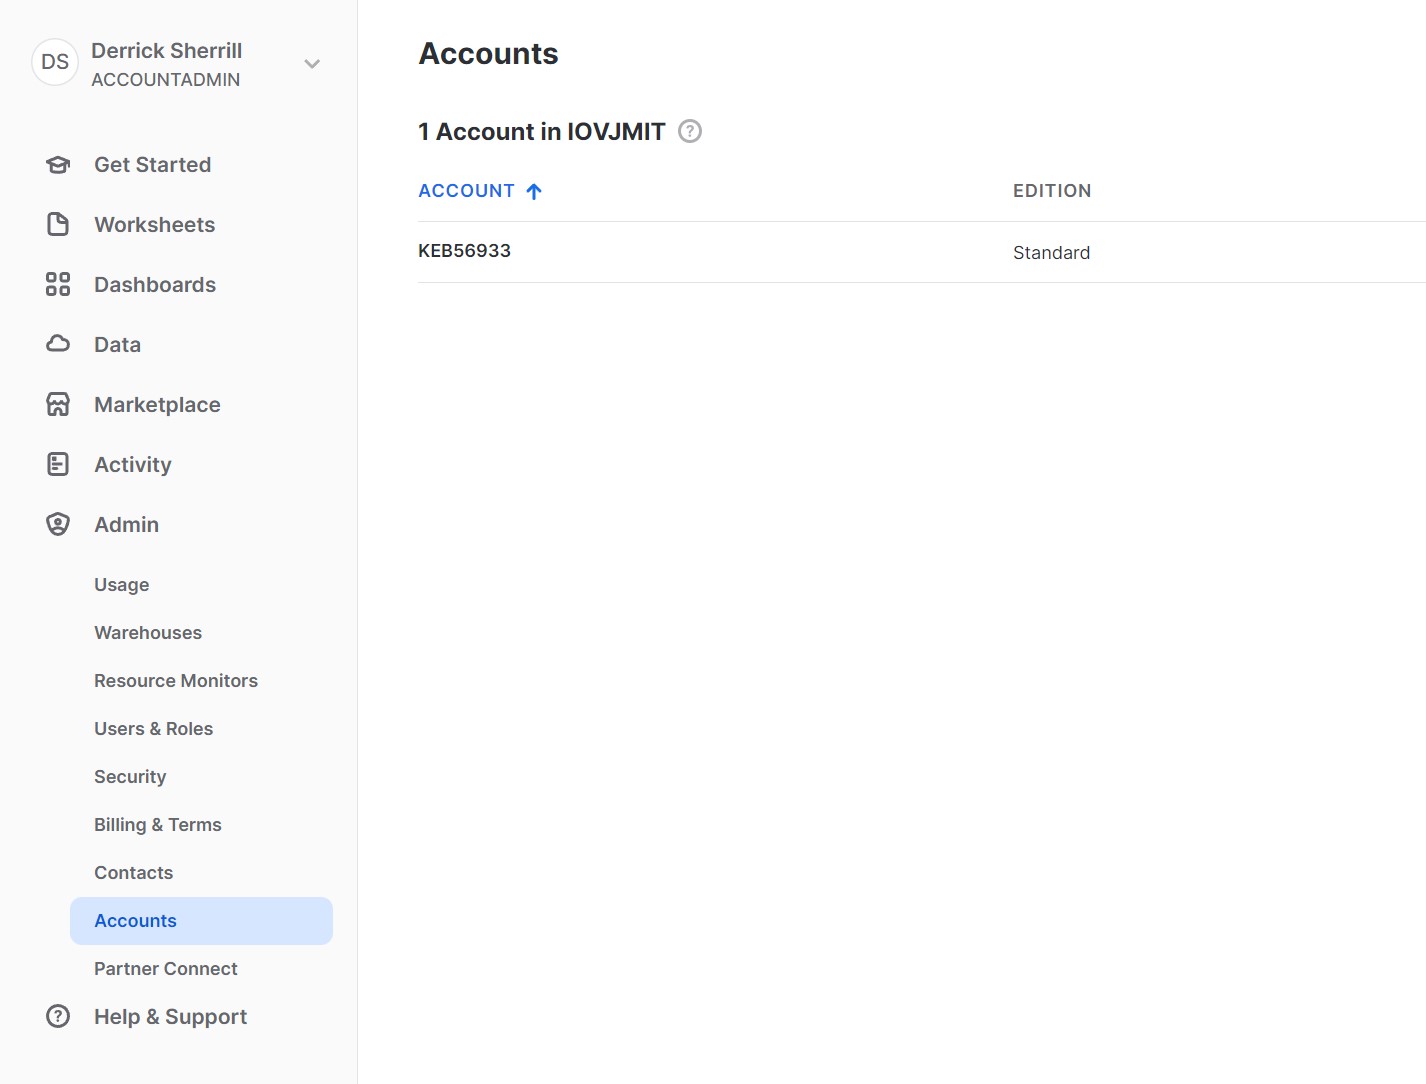 DS
Derrick Sherrill
ACCOUNTADMIN
Get Started
Worksheets
Dashboards
Data
Marketplace
Activity
Admin
Usage
Warehouses
Resource Monitors
Users & Roles
Security
Billing & Terms
Contacts
Accounts
Partner Connect
? Help & Support
Accounts
1 Account in IOVJMIT ?
ACCOUNT EDITION
KEB56933 Standard